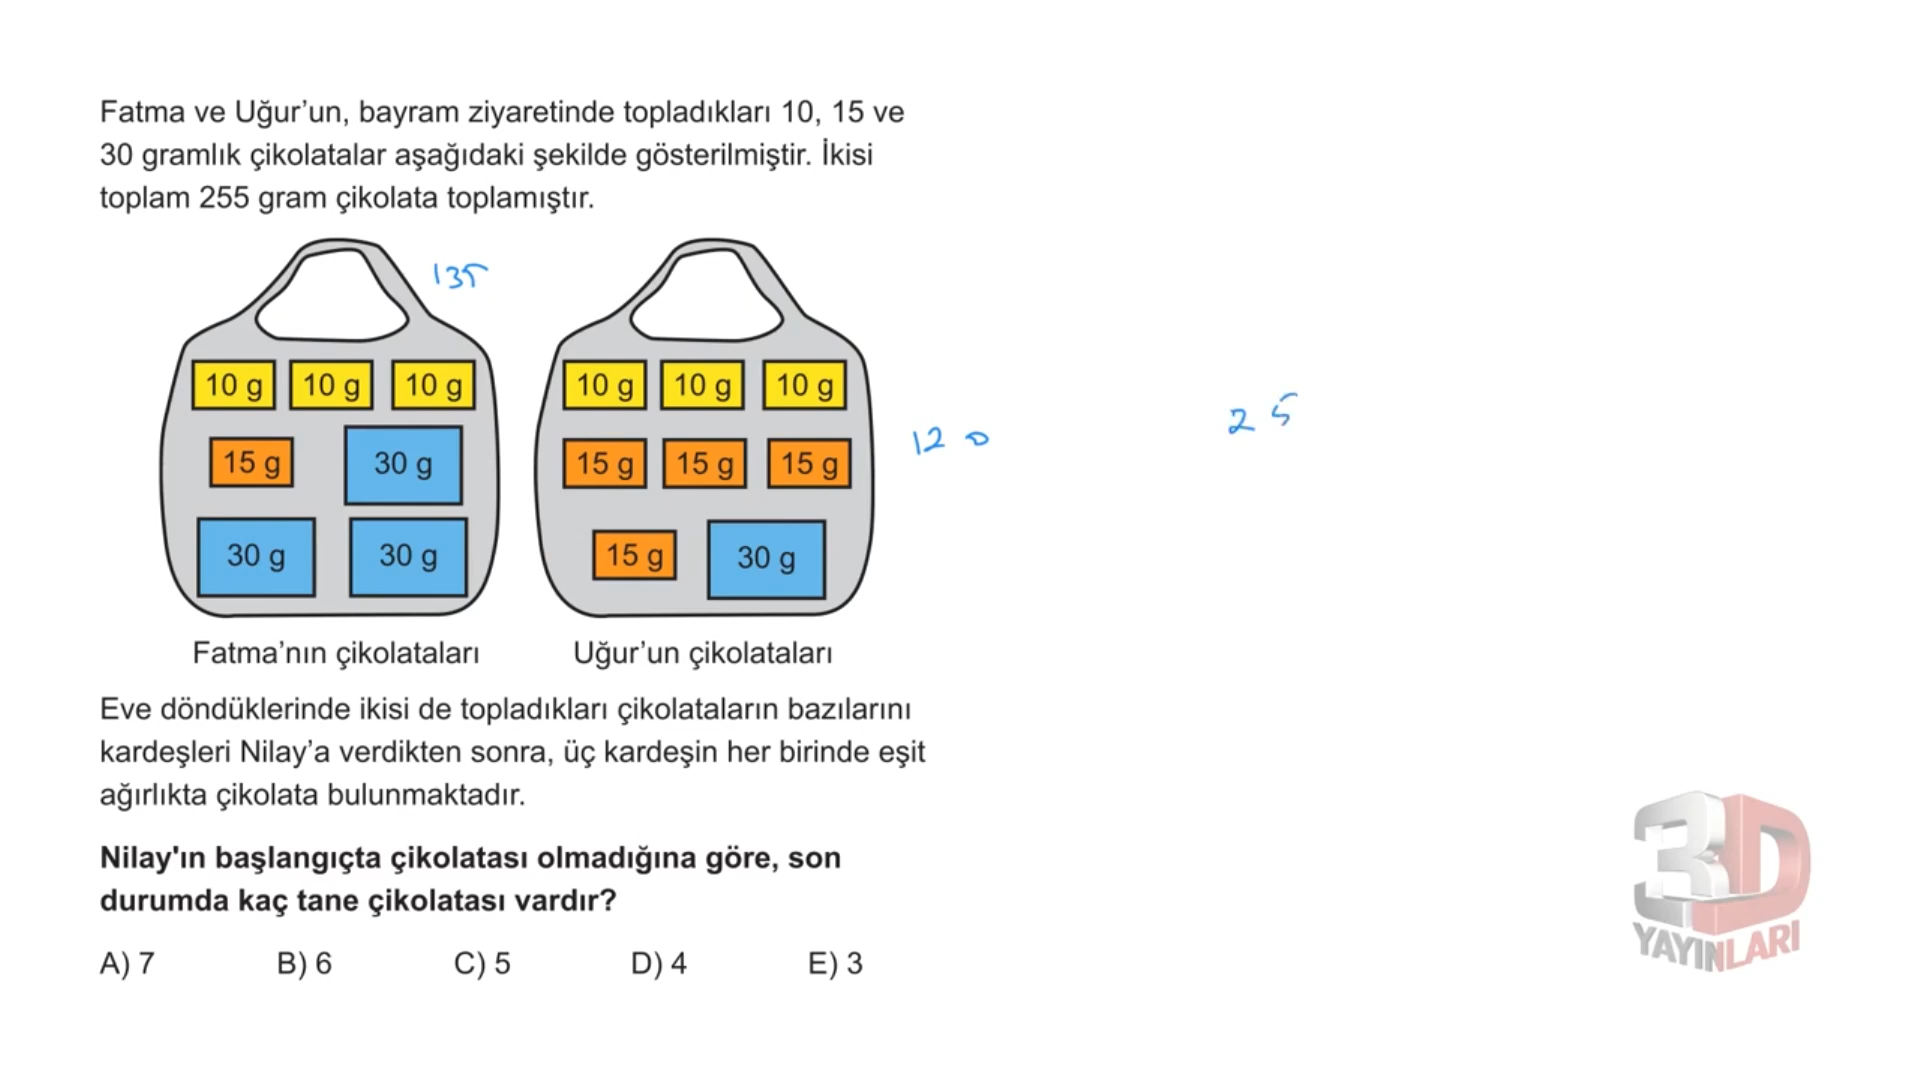 Fatma ve Uğur’un, bayram ziyaretinde topladıkları 10, 15 ve
30 gramlık çikolatalar aşağıdaki şekilde gösterilmiştir. İkisi
toplam 255 gram çikolata toplamıştır.
135
10 g 10 g 10 g
15 g 30 g
30 g 30 g
10 g 10 g 10 g
15 g 15 g 15 g
15 g 30 g
120
25
Fatma’nın çikolataları
Uğur’un çikolataları
Eve döndüklerinde ikisi de topladıkları çikolataların bazılarını
kardeşleri Nilay’a verdikten sonra, üç kardeşin her birinde eşit
ağırlıkta çikolata bulunmaktadır.
Nilay'ın başlangıçta çikolatası olmadığına göre, son
durumda kaç tane çikolatası vardır?
A) 7 B) 6 C) 5 D) 4 E) 3
3D
YAYINLARI